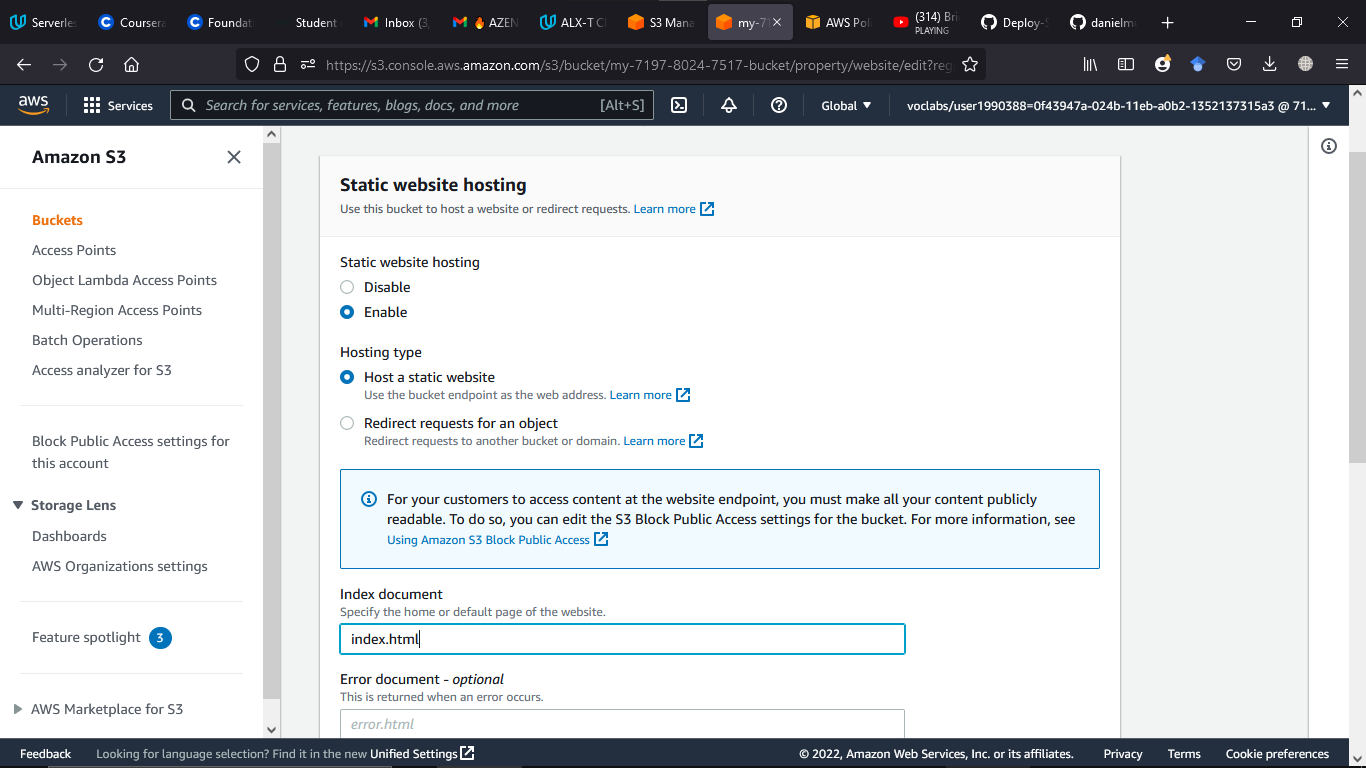 Serverles
Coursera
Foundati
Student
Inbox (3,
🔥 AZEN
ALX-T Cl
S3 Mana
my-71
AWS Poli
(314) Bri
PLAYING
Deploy-S
danielm
https://s3.console.aws.amazon.com/s3/bucket/my-7197-8024-7517-bucket/property/website/edit?reg
aws
Services
Search for services, features, blogs, docs, and more
[Alt+S]
Global
voclabs/user1990388=0f43947a-024b-11eb-a0b2-1352137315a3 @ 71...
Amazon S3
Buckets
Access Points
Object Lambda Access Points
Multi-Region Access Points
Batch Operations
Access analyzer for S3
Block Public Access settings for
this account
Storage Lens
Dashboards
AWS Organizations settings
Feature spotlight 3
AWS Marketplace for S3
Static website hosting
Use this bucket to host a website or redirect requests. Learn more
Static website hosting
Disable
Enable
Hosting type
Host a static website
Use the bucket endpoint as the web address. Learn more
Redirect requests for an object
Redirect requests to another bucket or domain. Learn more
For your customers to access content at the website endpoint, you must make all your content publicly
readable. To do so, you can edit the S3 Block Public Access settings for the bucket. For more information, see
Using Amazon S3 Block Public Access
Index document
Specify the home or default page of the website.
index.html
Error document - optional
This is returned when an error occurs.
error.html
Feedback
Looking for language selection? Find it in the new Unified Settings
© 2022, Amazon Web Services, Inc. or its affiliates.
Privacy
Terms
Cookie preferences